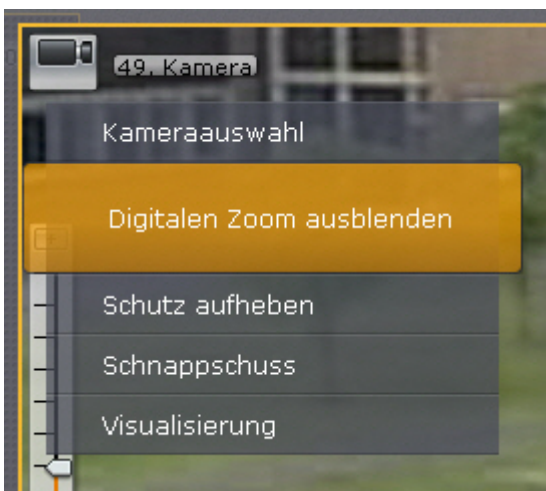 49. Kamera
Kameraauswahl
Digitalen Zoom ausblenden
Schutz aufheben
Schnappschuss
Visualisierung